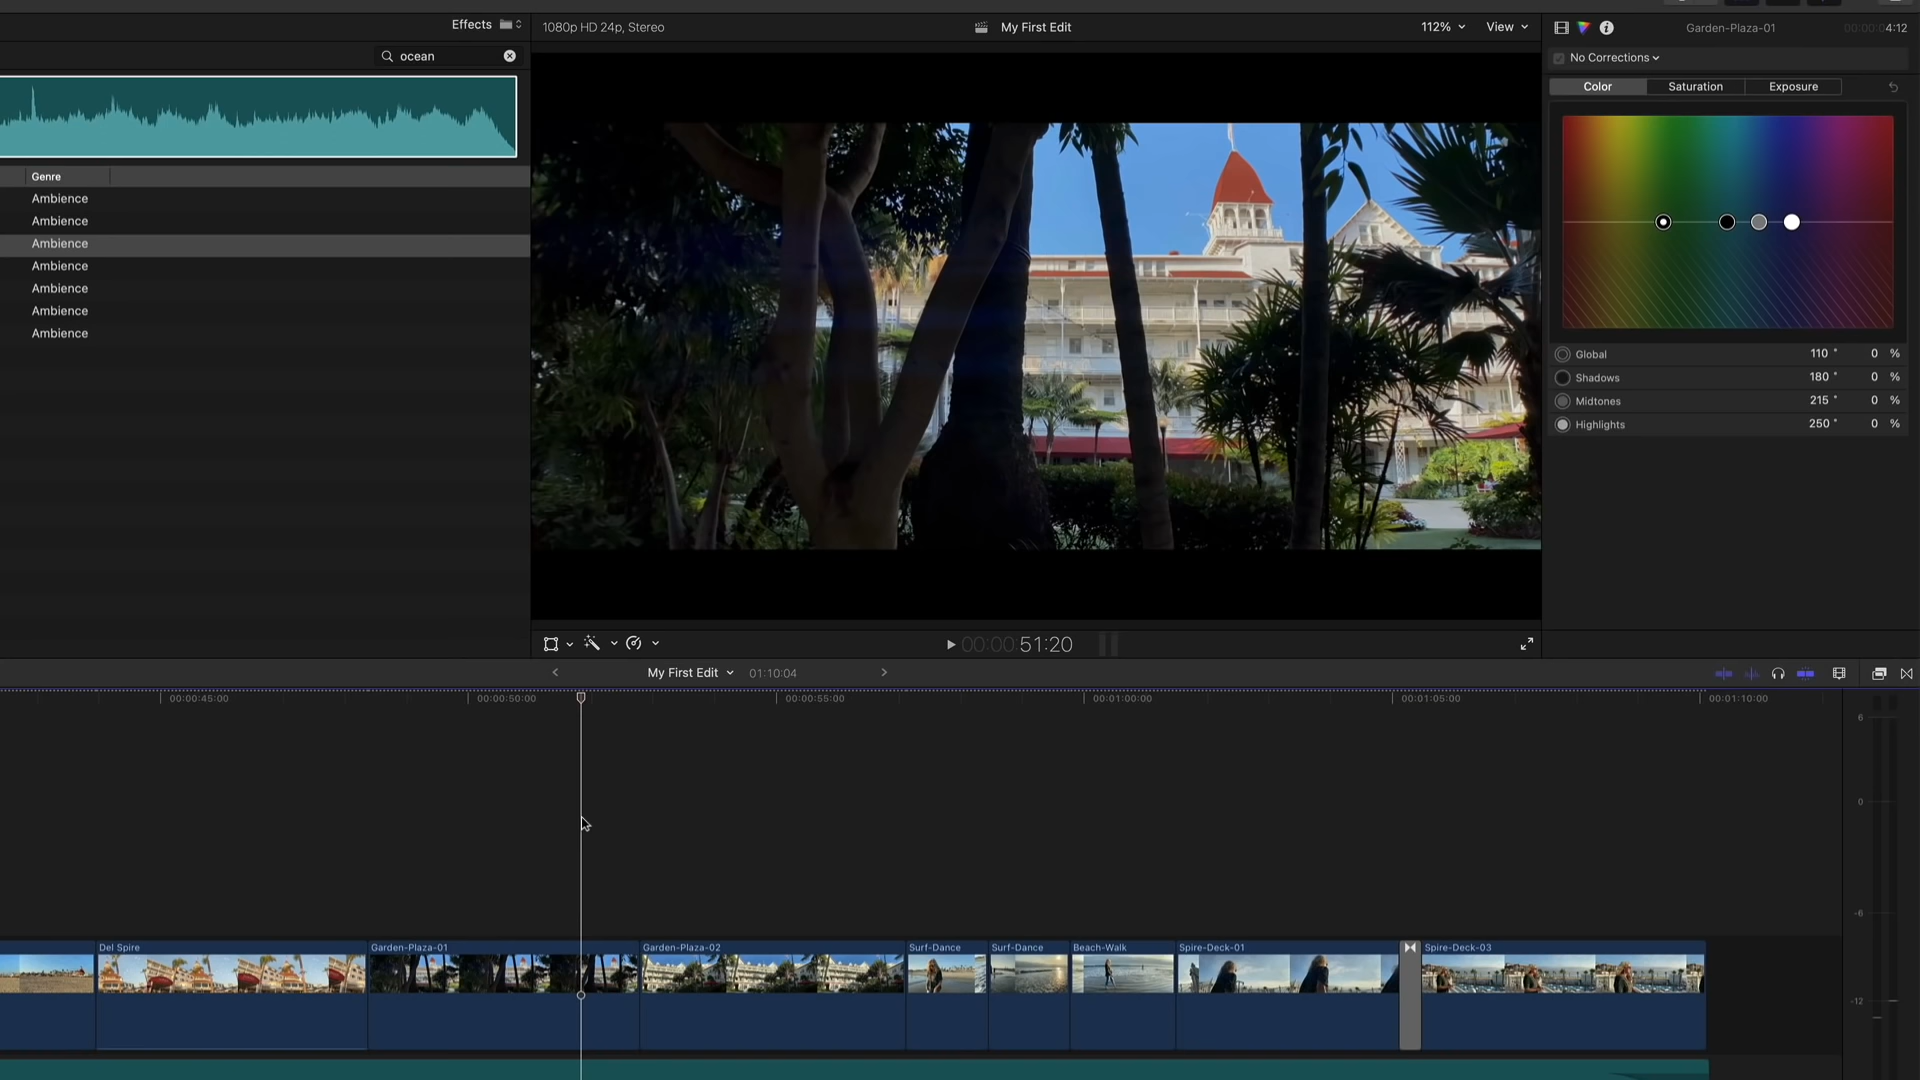 Effects
1080p HD 24p, Stereo
My First Edit
112%
View
Garden-Plaza-01
00:00:04:12
ocean
No Corrections
Color
Saturation
Exposure
Genre
Ambience
Ambience
Ambience
Ambience
Ambience
Ambience
Ambience
Global 110 ° 0 %
Shadows 180 ° 0 %
Midtones 215 ° 0 %
Highlights 250 ° 0 %
00:00:51:20
My First Edit
01:10:04
00:00:45:00
00:00:50:00
00:00:55:00
00:01:00:00
00:01:05:00
00:01:10:00
6
0
-6
-12
Del Spire
Garden-Plaza-01
Garden-Plaza-02
Surf-Dance
Surf-Dance
Beach-Walk
Spire-Deck-01
Spire-Deck-03